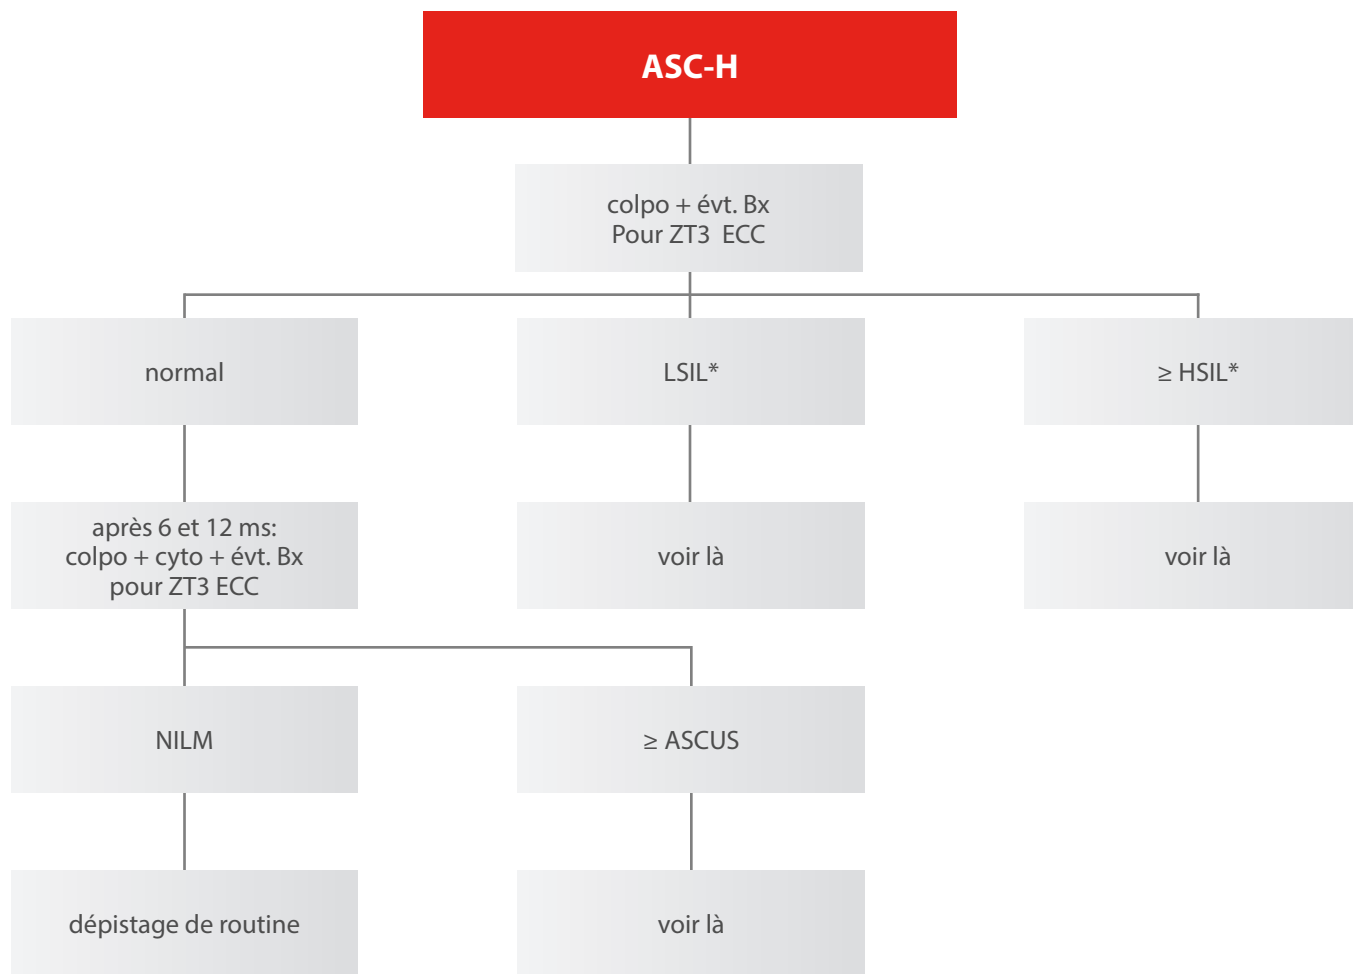 ASC-H
colpo + évt. Bx
Pour ZT3 ECC
normal
LSIL*
≥ HSIL*
après 6 et 12 ms:
colpo + cyto + évt. Bx
pour ZT3 ECC
voir là
voir là
NILM
≥ ASCUS
dépistage de routine
voir là